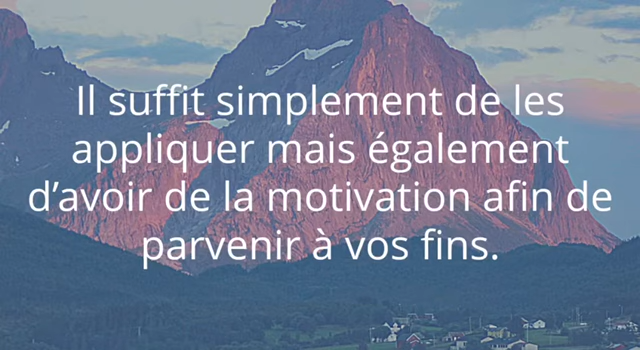 Il suffit simplement de les
appliquer mais également
d’avoir de la motivation afin de
parvenir à vos fins.